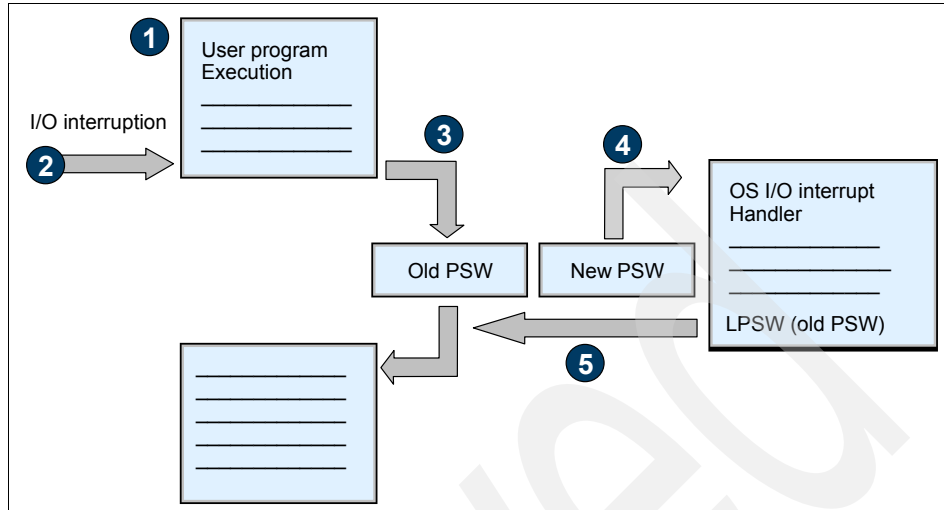 1
User program
Execution
I/O interruption
2
3
4
OS I/O interrupt
Handler
Old PSW
New PSW
LPSW (old PSW)
5